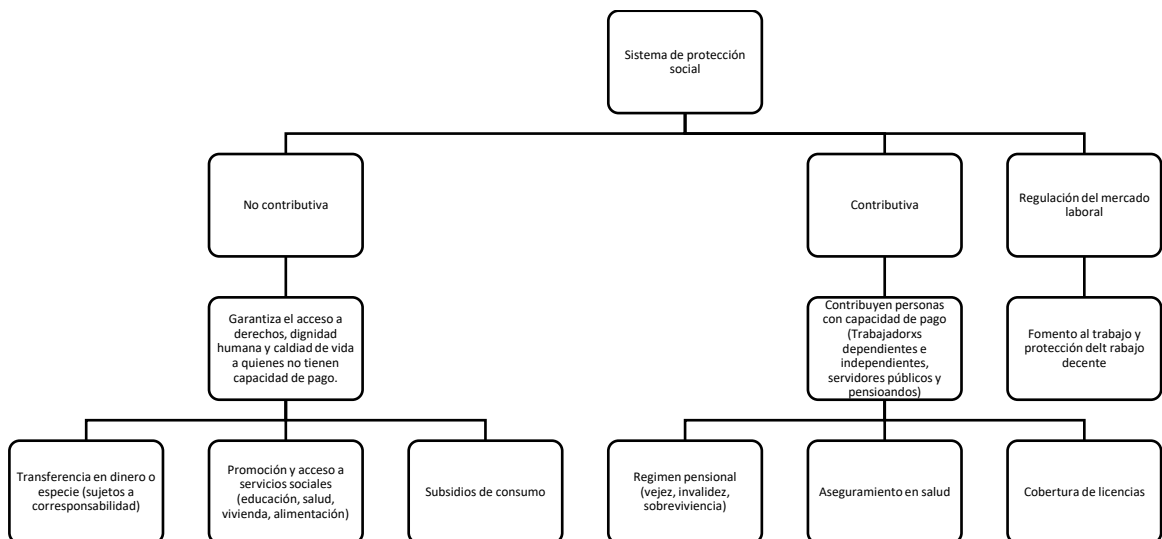 Sistema de protección
social
No contributiva
Contributiva
Regulación del mercado
laboral
Garantiza el acceso a
derechos, dignidad
humana y caldiad de vida
a quienes no tienen
capacidad de pago.
Contribuyen personas
con capacidad de pago
(Trabajadorxs
dependientes e
independientes,
servidores públicos y
pensioandos)
Fomento al trabajo y
protección delt rabajo
decente
Transferencia en dinero o
especie (sujetos a
corresponsabilidad)
Promoción y acceso a
servicios sociales
(educación, salud,
vivienda, alimentación)
Subsidios de consumo
Regimen pensional
(vejez, invalidez,
sobreviviencia)
Aseguramiento en salud
Cobertura de licencias